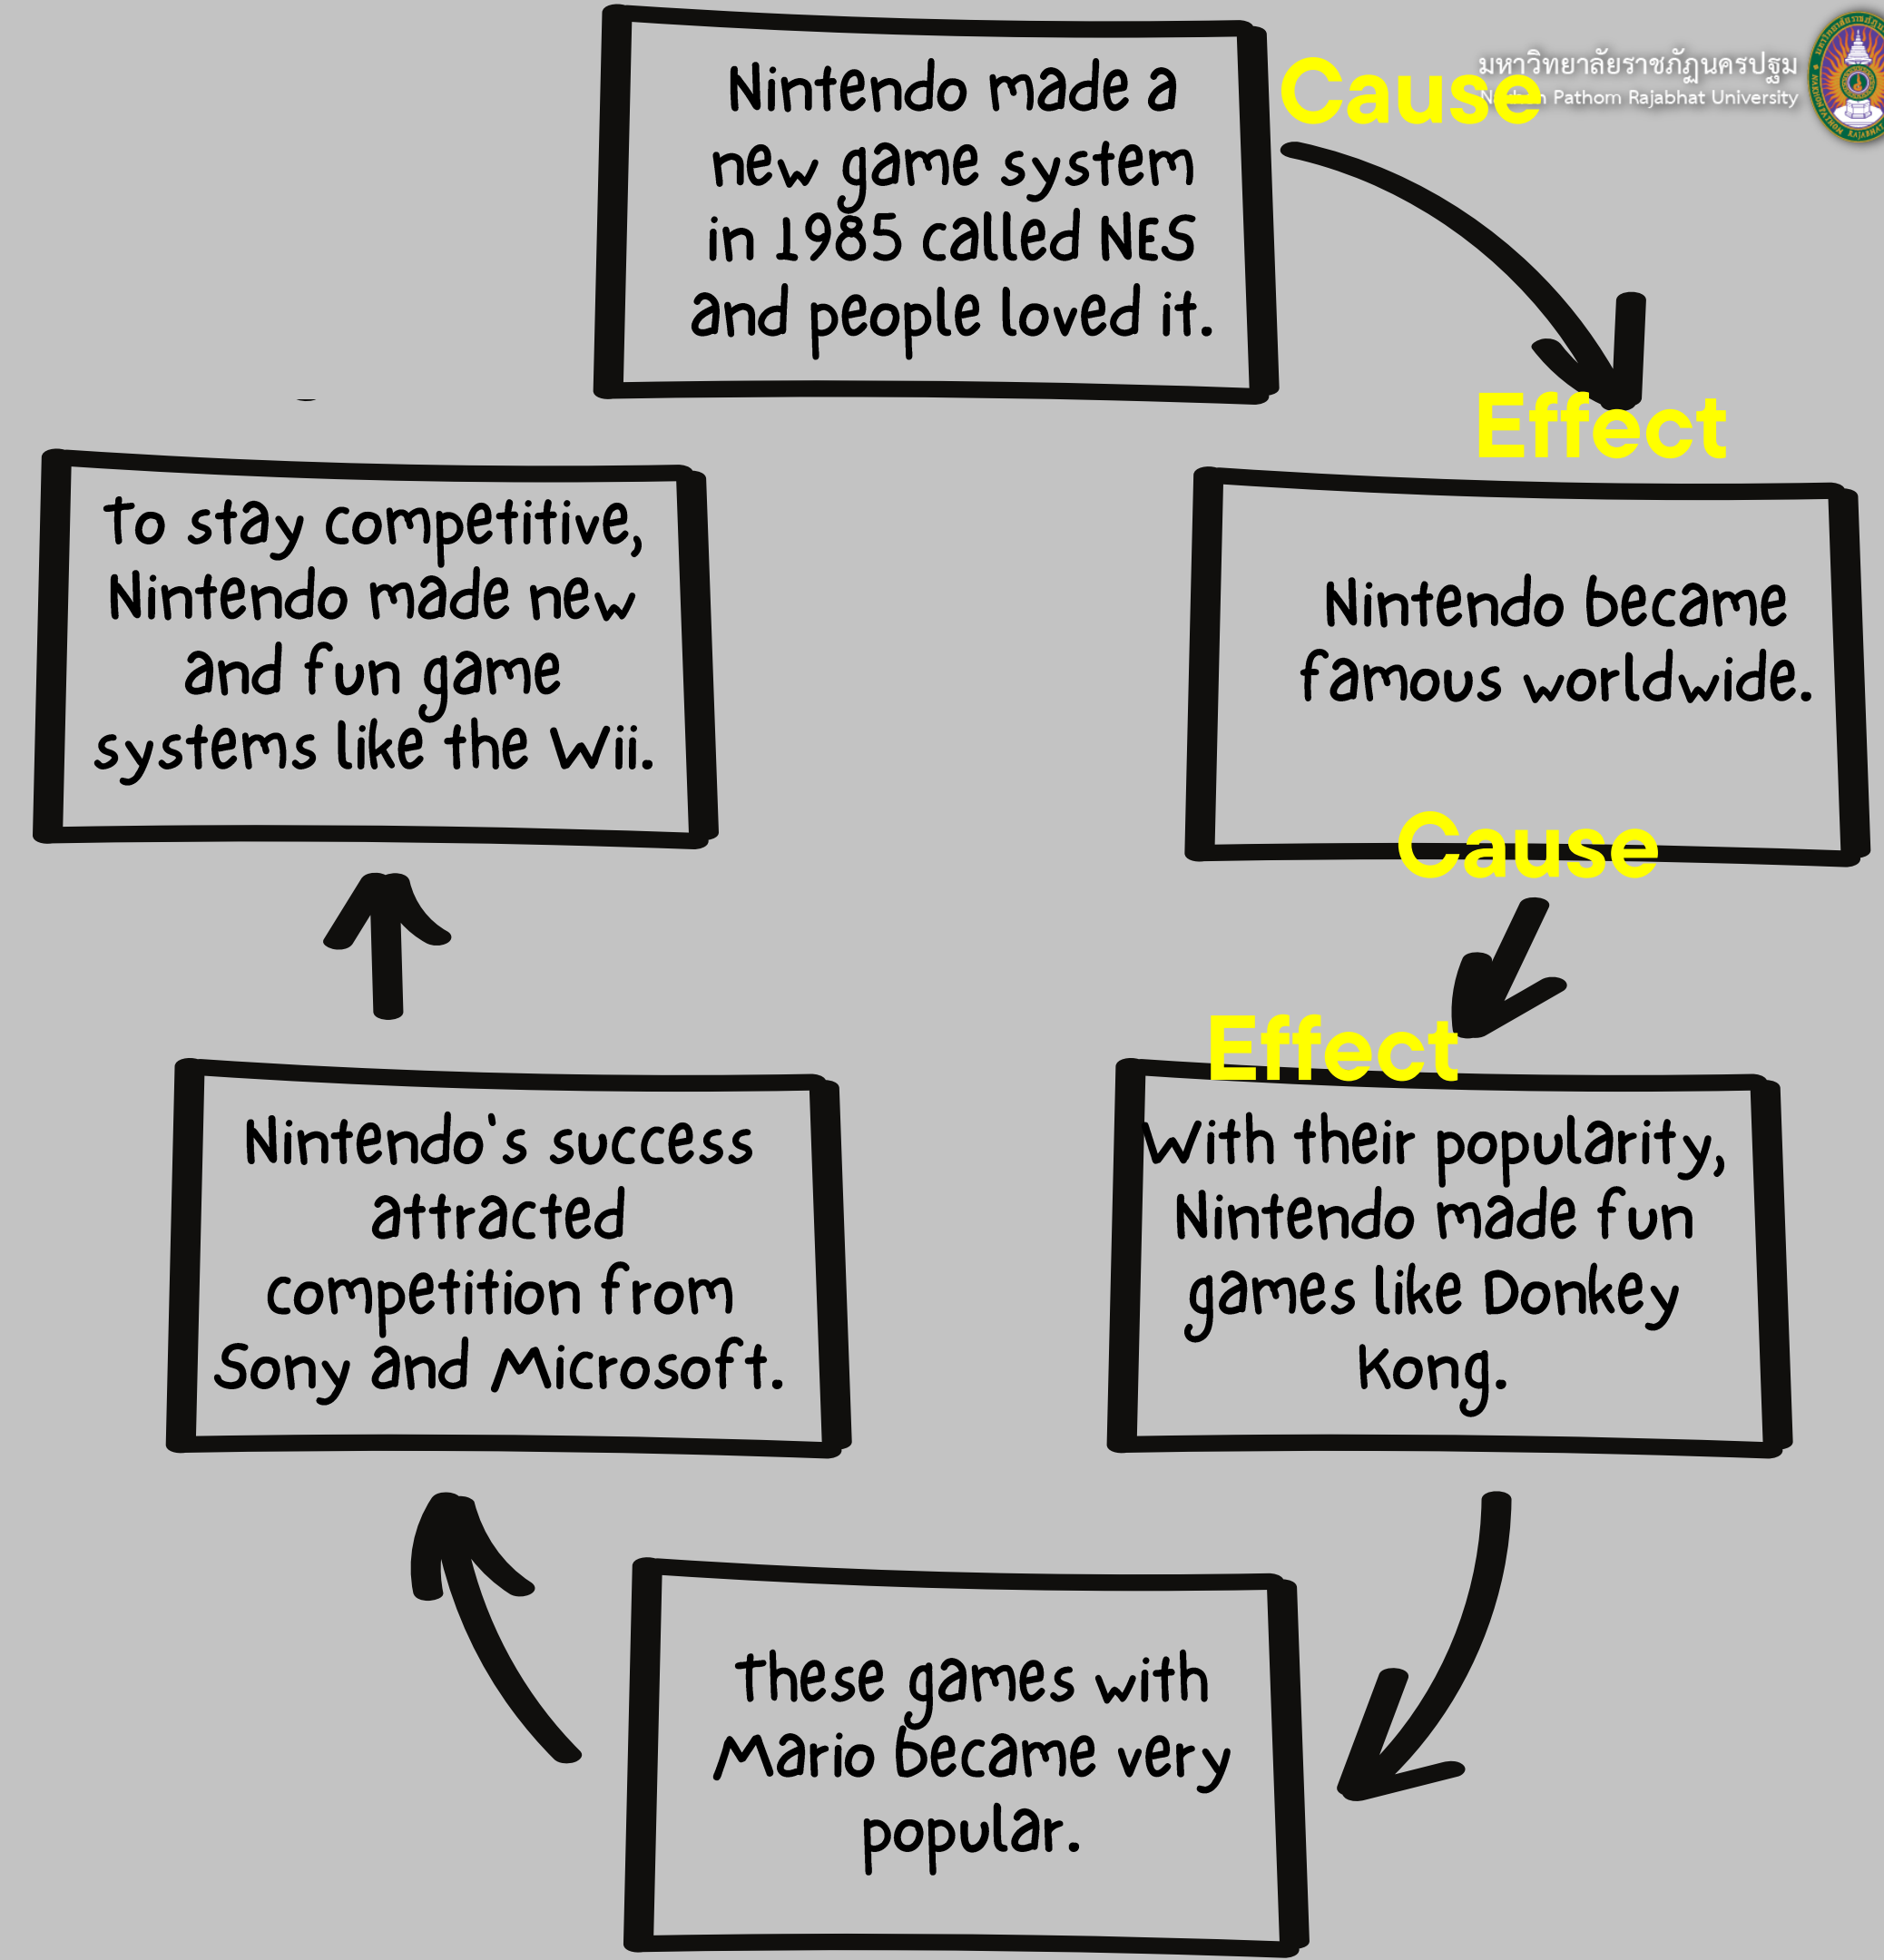 Nintendo made a
new game system
in 1985 called NES
and people loved it.
Cause
มหาวิทยาลัยราชภัฏนครปฐม
Pathom Rajabhat University
Effect
Nintendo became
famous worldwide.
Cause
Effect
With their popularity,
Nintendo made fun
games like Donkey
Kong.
These games with
Mario became very
popular.
Nintendo's success
attracted
competition from
Sony and Microsoft.
To stay competitive,
Nintendo made new
and fun game
systems like the Wii.